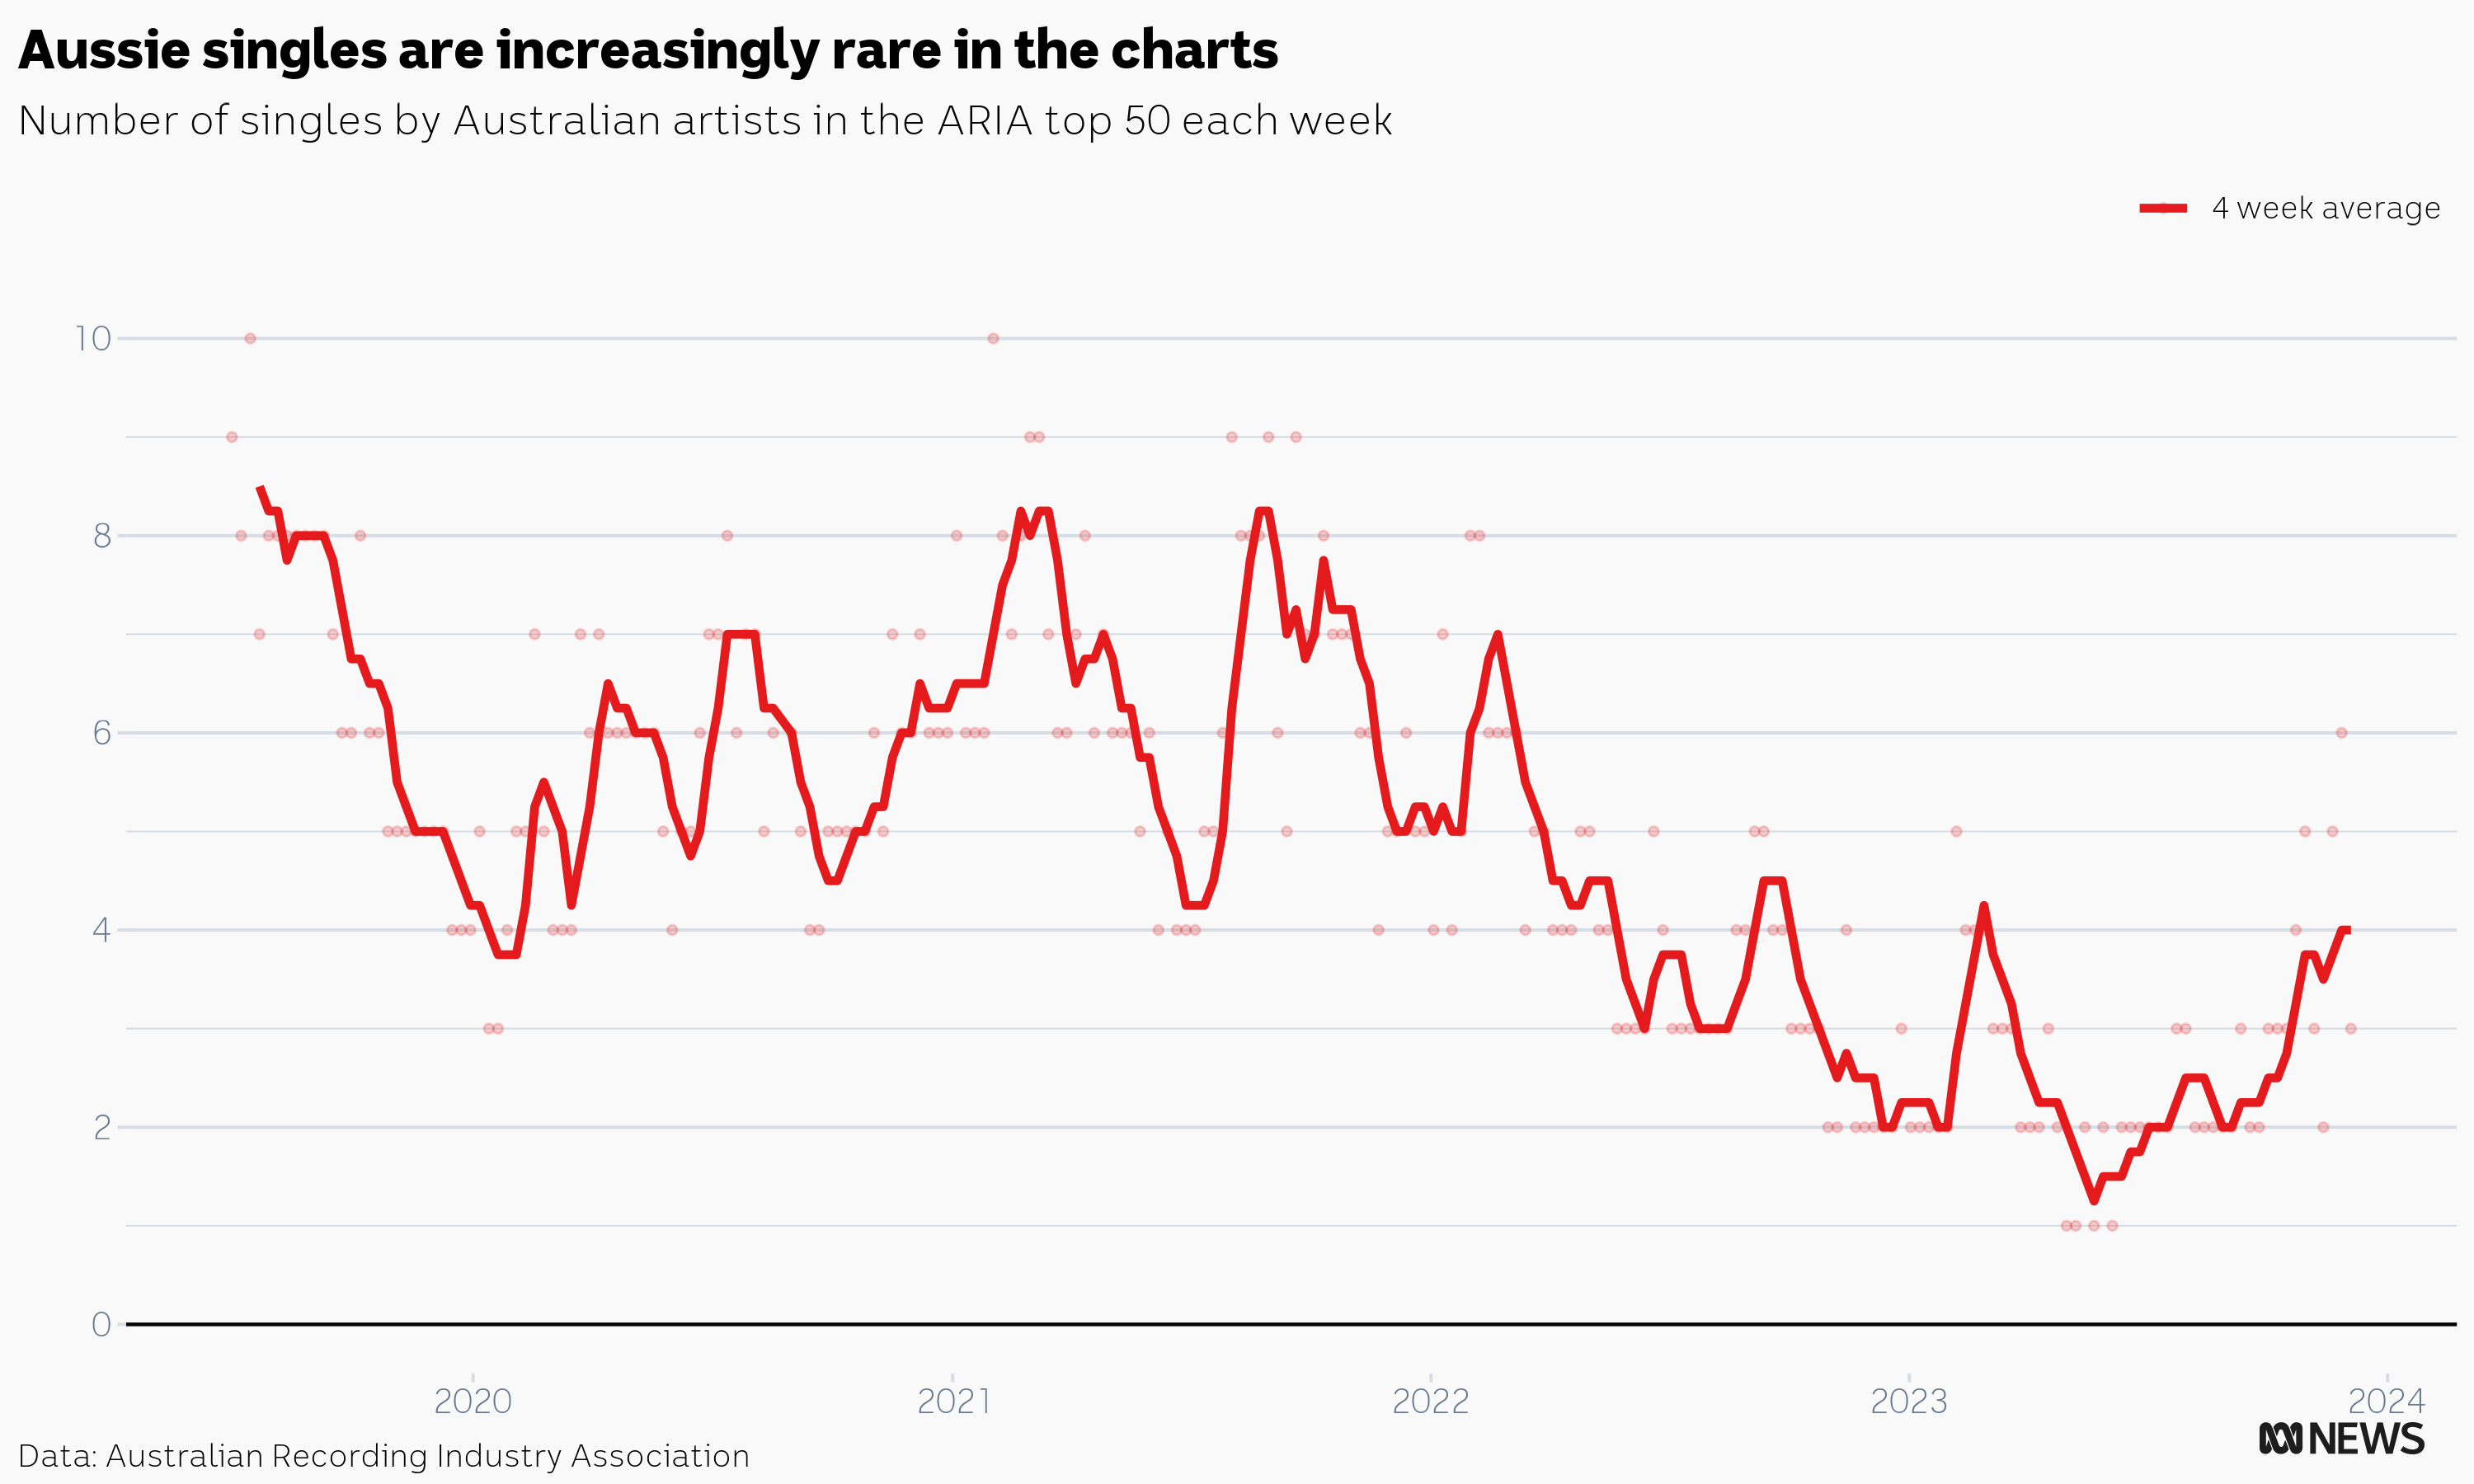 Aussie singles are increasingly rare in the charts
Number of singles by Australian artists in the ARIA top 50 each week
4 week average
10
8
6
4
2
0
2020
2021
2022
2023
2024
Data: Australian Recording Industry Association
NEWS